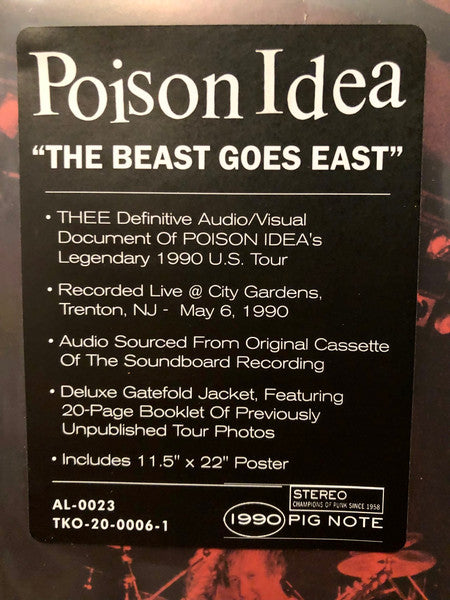 Poison Idea
“THE BEAST GOES EAST”
• THEE Definitive Audio/Visual
Document Of POISON IDEA's
Legendary 1990 U.S. Tour
• Recorded Live @ City Gardens,
Trenton, NJ - May 6, 1990
• Audio Sourced From Original Cassette
Of The Soundboard Recording
• Deluxe Gatefold Jacket, Featuring
20-Page Booklet Of Previously
Unpublished Tour Photos
• Includes 11.5" x 22" Poster
AL-0023
TKO-20-0006-1
STEREO
CHAMPIONS OF PUNK SINCE 1958
1990 PIG NOTE